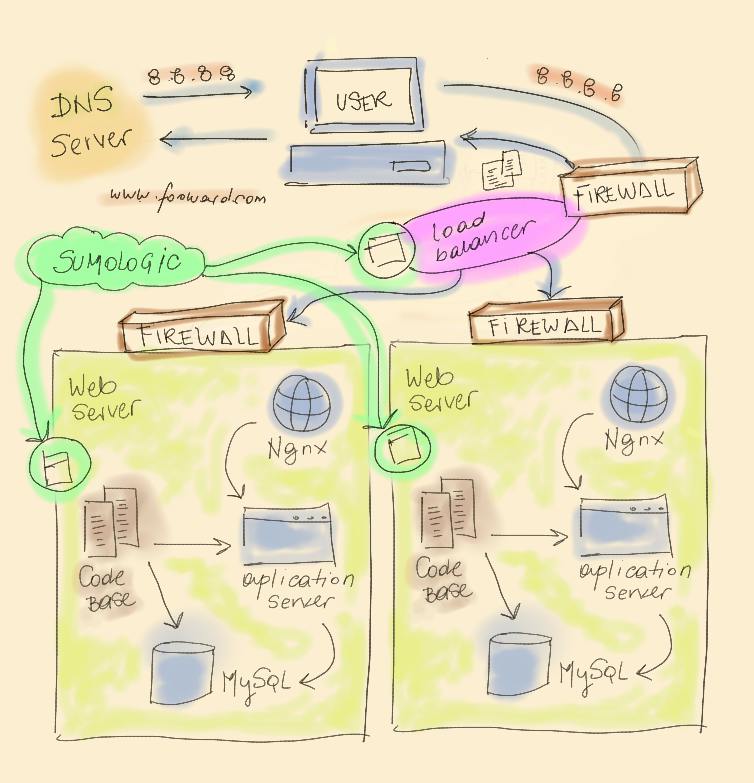 8.8.8.8
8.8.8.8
DNS
Server
USER
www.fooward.com
FIREWALL
load
balancer
SUMOLOGIC
FIREWALL
FIREWALL
Web
Server
Ngnx
Code
BASE
aplication
server
MySQL
Web
Server
Ngnx
Code
BASE
aplication
server
MySQL